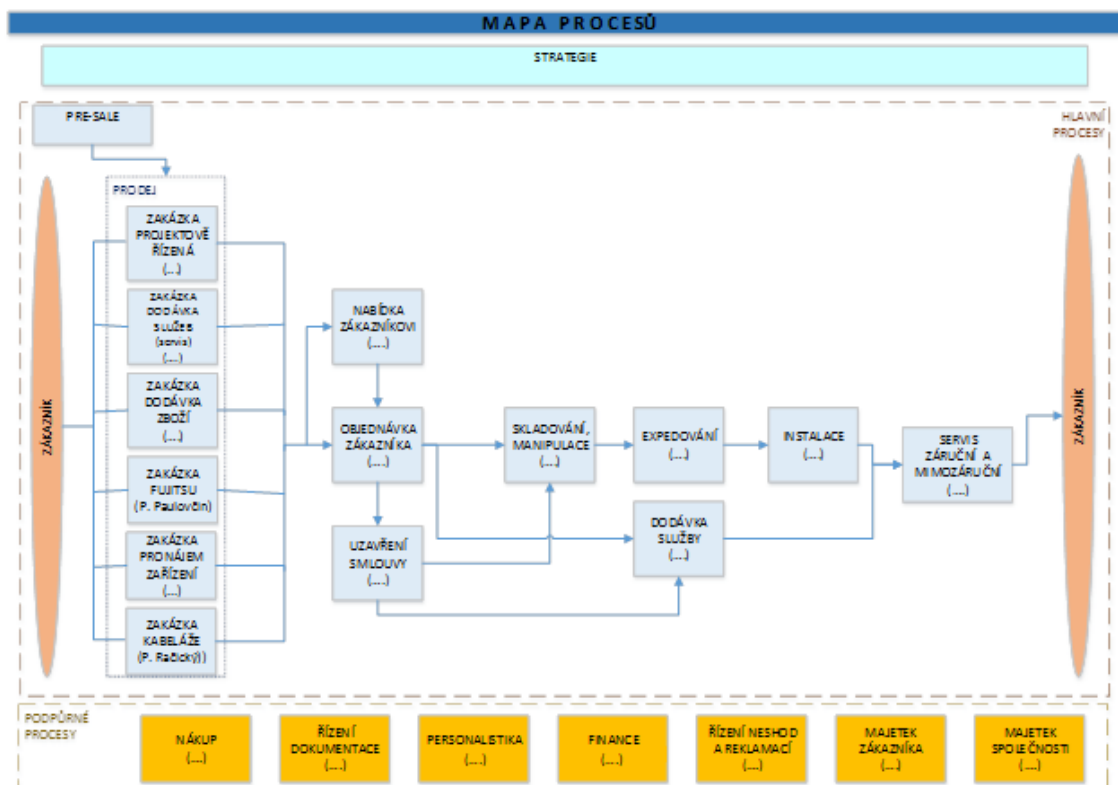 MAPA PROCESŮ
STRATEGIE
PRE-SALE
HLAVNÍ
PROCESY
ZÁKAZNÍK
PRODEJ
ZAKÁZKA
PROJEKTOVĚ
ŘÍZENÁ
(....)
ZAKÁZKA
DODÁVKA
SLUŽEB
(servis)
(....)
ZAKÁZKA
DODÁVKA
ZBOŽÍ
(....)
ZAKÁZKA
FUJITSU
(P. Paulovčin)
ZAKÁZKA
PRONÁJEM
ZAŘÍZENÍ
(....)
ZAKÁZKA
KABELÁŽE
(P. Račický))
NABÍDKA
ZÁKAZNÍKOVI
(....)
OBJEDNÁVKA
ZÁKAZNÍKA
(....)
UZAVŘENÍ
SMLOUVY
(....)
SKLADOVÁNÍ,
MANIPULACE
(....)
EXPEDOVÁNÍ
(....)
DODÁVKA
SLUŽBY
(....)
INSTALACE
(....)
SERVIS
ZÁRUČNÍ A
MIMOZÁRUČNÍ
(....)
ZÁKAZNÍK
PODPŮRNÉ
PROCESY
NÁKUP
(....)
ŘÍZENÍ
DOKUMENTACE
(....)
PERSONALISTIKA
(....)
FINANCE
(....)
ŘÍZENÍ NESHOD
A REKLAMACÍ
(....)
MAJETEK
ZÁKAZNÍKA
(....)
MAJETEK
SPOLEČNOSTI
(....)